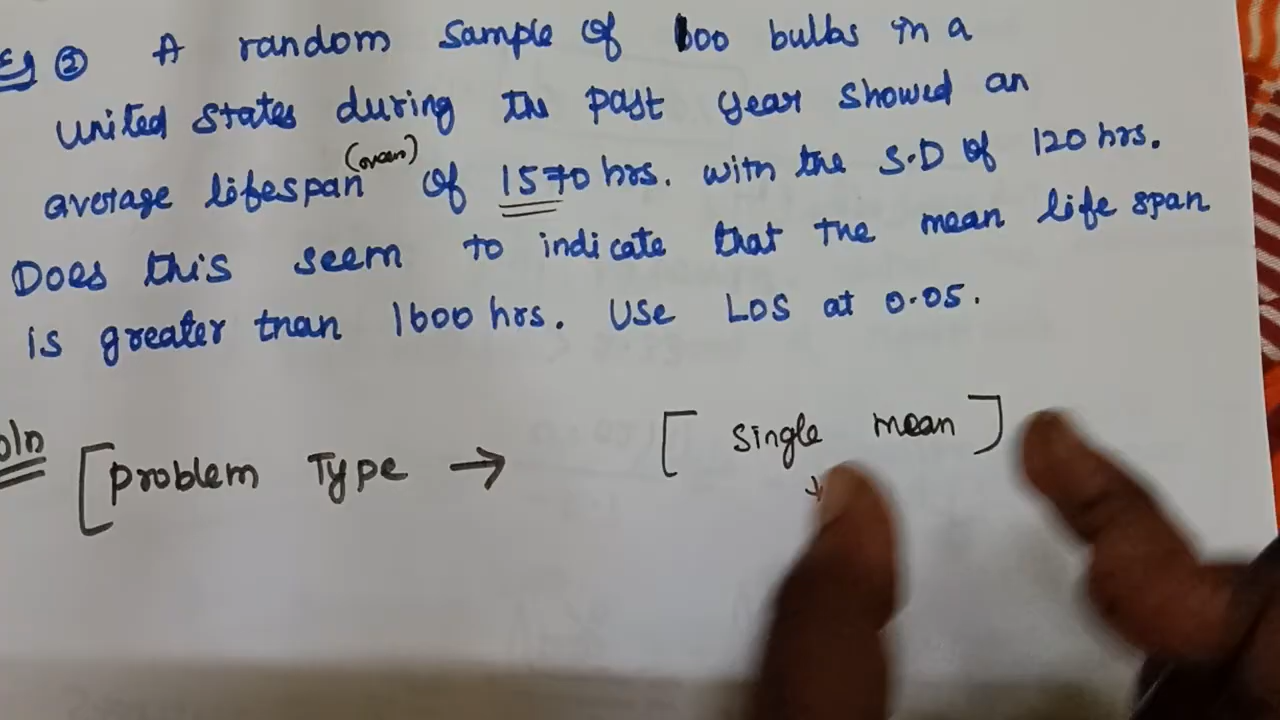 Eg ② A random sample of 100 bulbs in a
united states during the past year showed an
(mean)
average lifespan of 1570 hrs. with the S.D of 120 hrs.
Does this seem to indicate that the mean life span
is greater than 1600 hrs. Use LOS at 0.05.
oln [Problem Type → [Single mean]